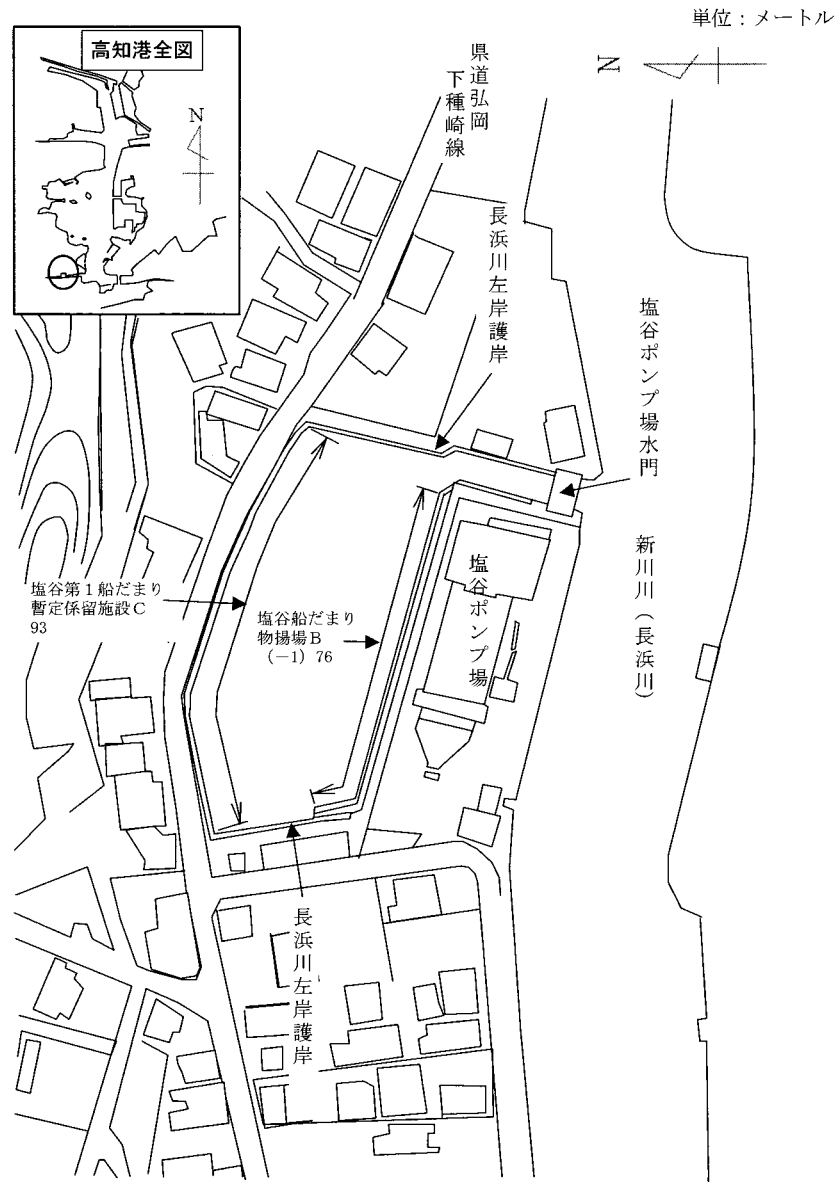 単位：メートル
高知港全図
N
N
県道弘岡
下種崎線
長浜川左岸護岸
塩谷ポンプ場水門
塩谷第１船だまり
暫定係留施設Ｃ
93
塩谷船だまり
物揚場Ｂ
（－1）76
塩谷ポンプ場
新川川（長浜川）
長浜川左岸護岸